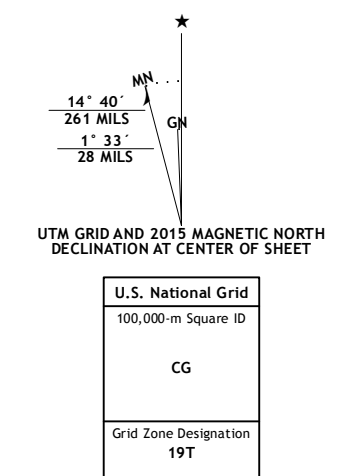 ★
MN
GN
14° 40´
261 MILS
1° 33´
28 MILS
UTM GRID AND 2015 MAGNETIC NORTH
DECLINATION AT CENTER OF SHEET
U.S. National Grid
100,000-m Square ID
CG
Grid Zone Designation
19T